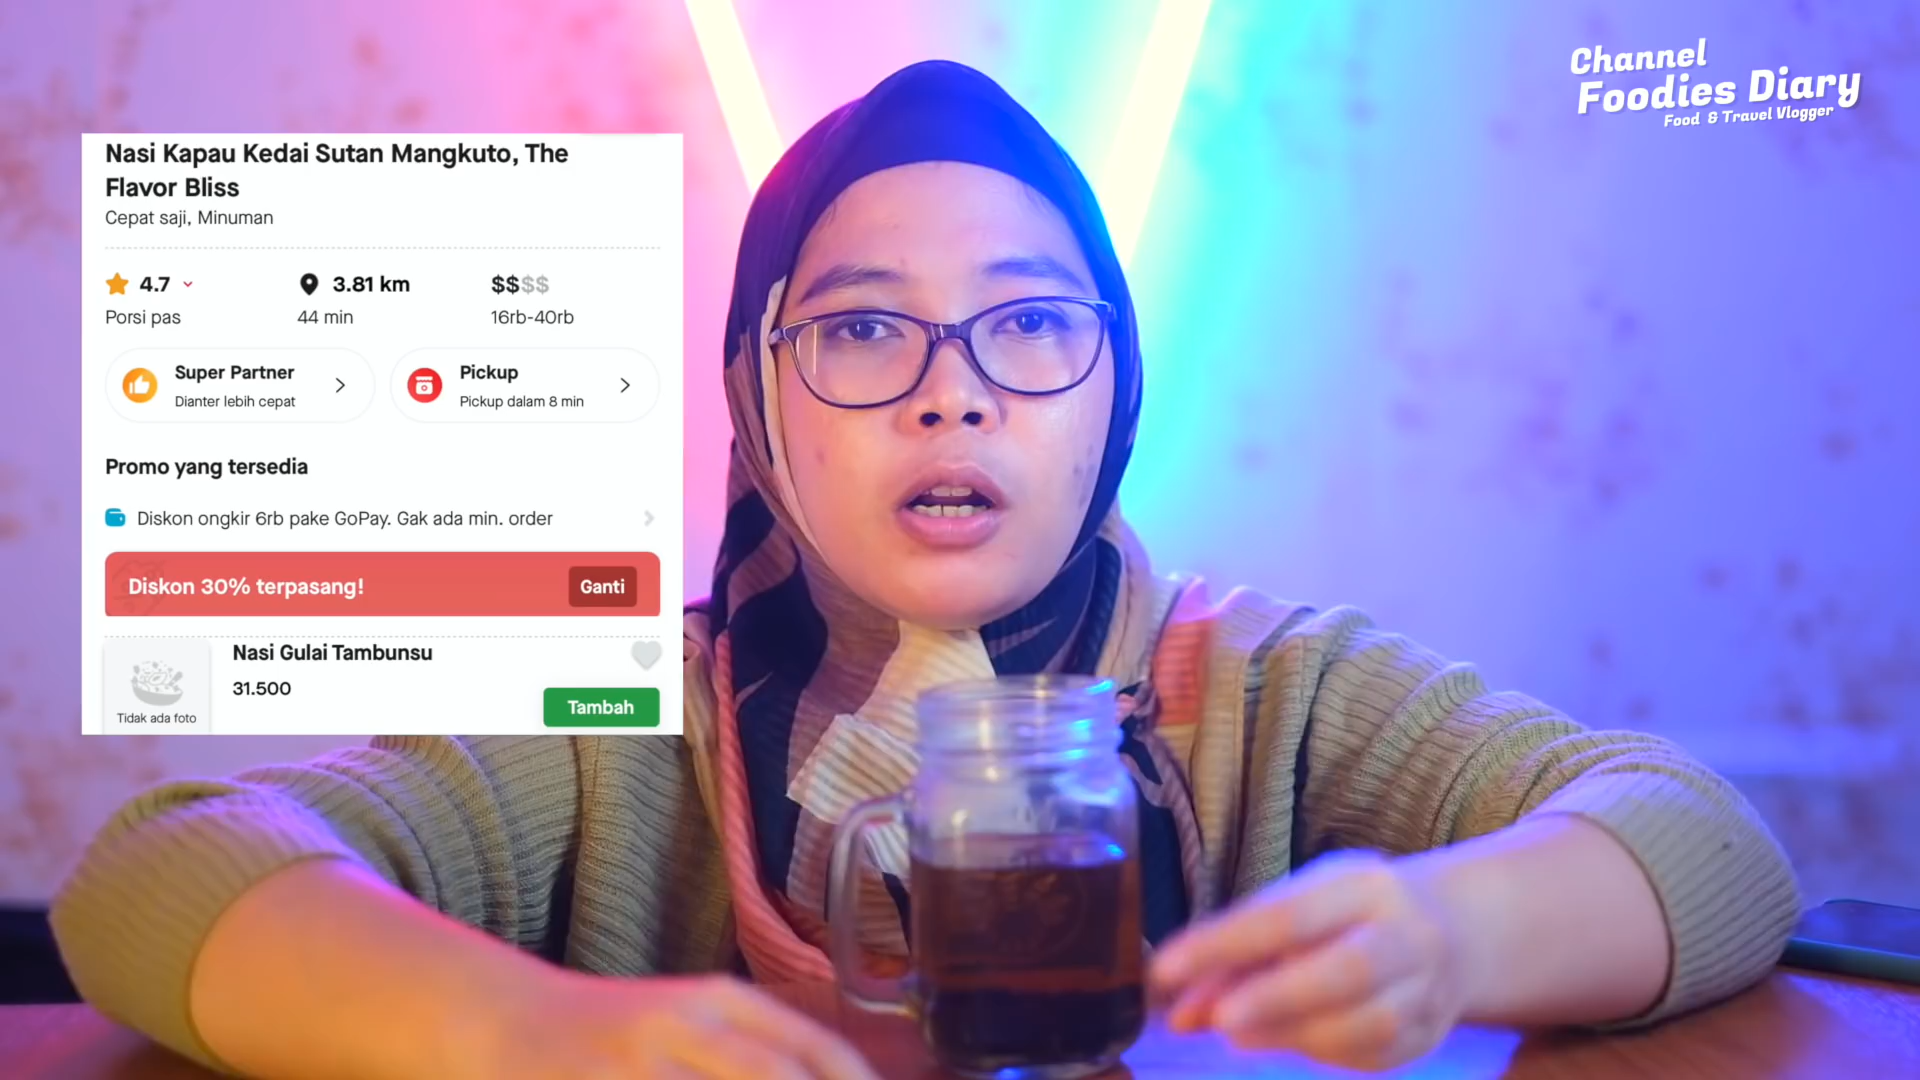 Channel
Foodies Diary
Food & Travel Vlogger
Nasi Kapau Kedai Sutan Mangkuto, The
Flavor Bliss
Cepat saji, Minuman
4.7
3.81 km
$$$$
Porsi pas
44 min
16rb-40rb
Super Partner
Dianter lebih cepat
Pickup
Pickup dalam 8 min
Promo yang tersedia
Diskon ongkir 6rb pake GoPay. Gak ada min. order
Diskon 30% terpasang!
Ganti
Nasi Gulai Tambunsu
31.500
Tidak ada foto
Tambah